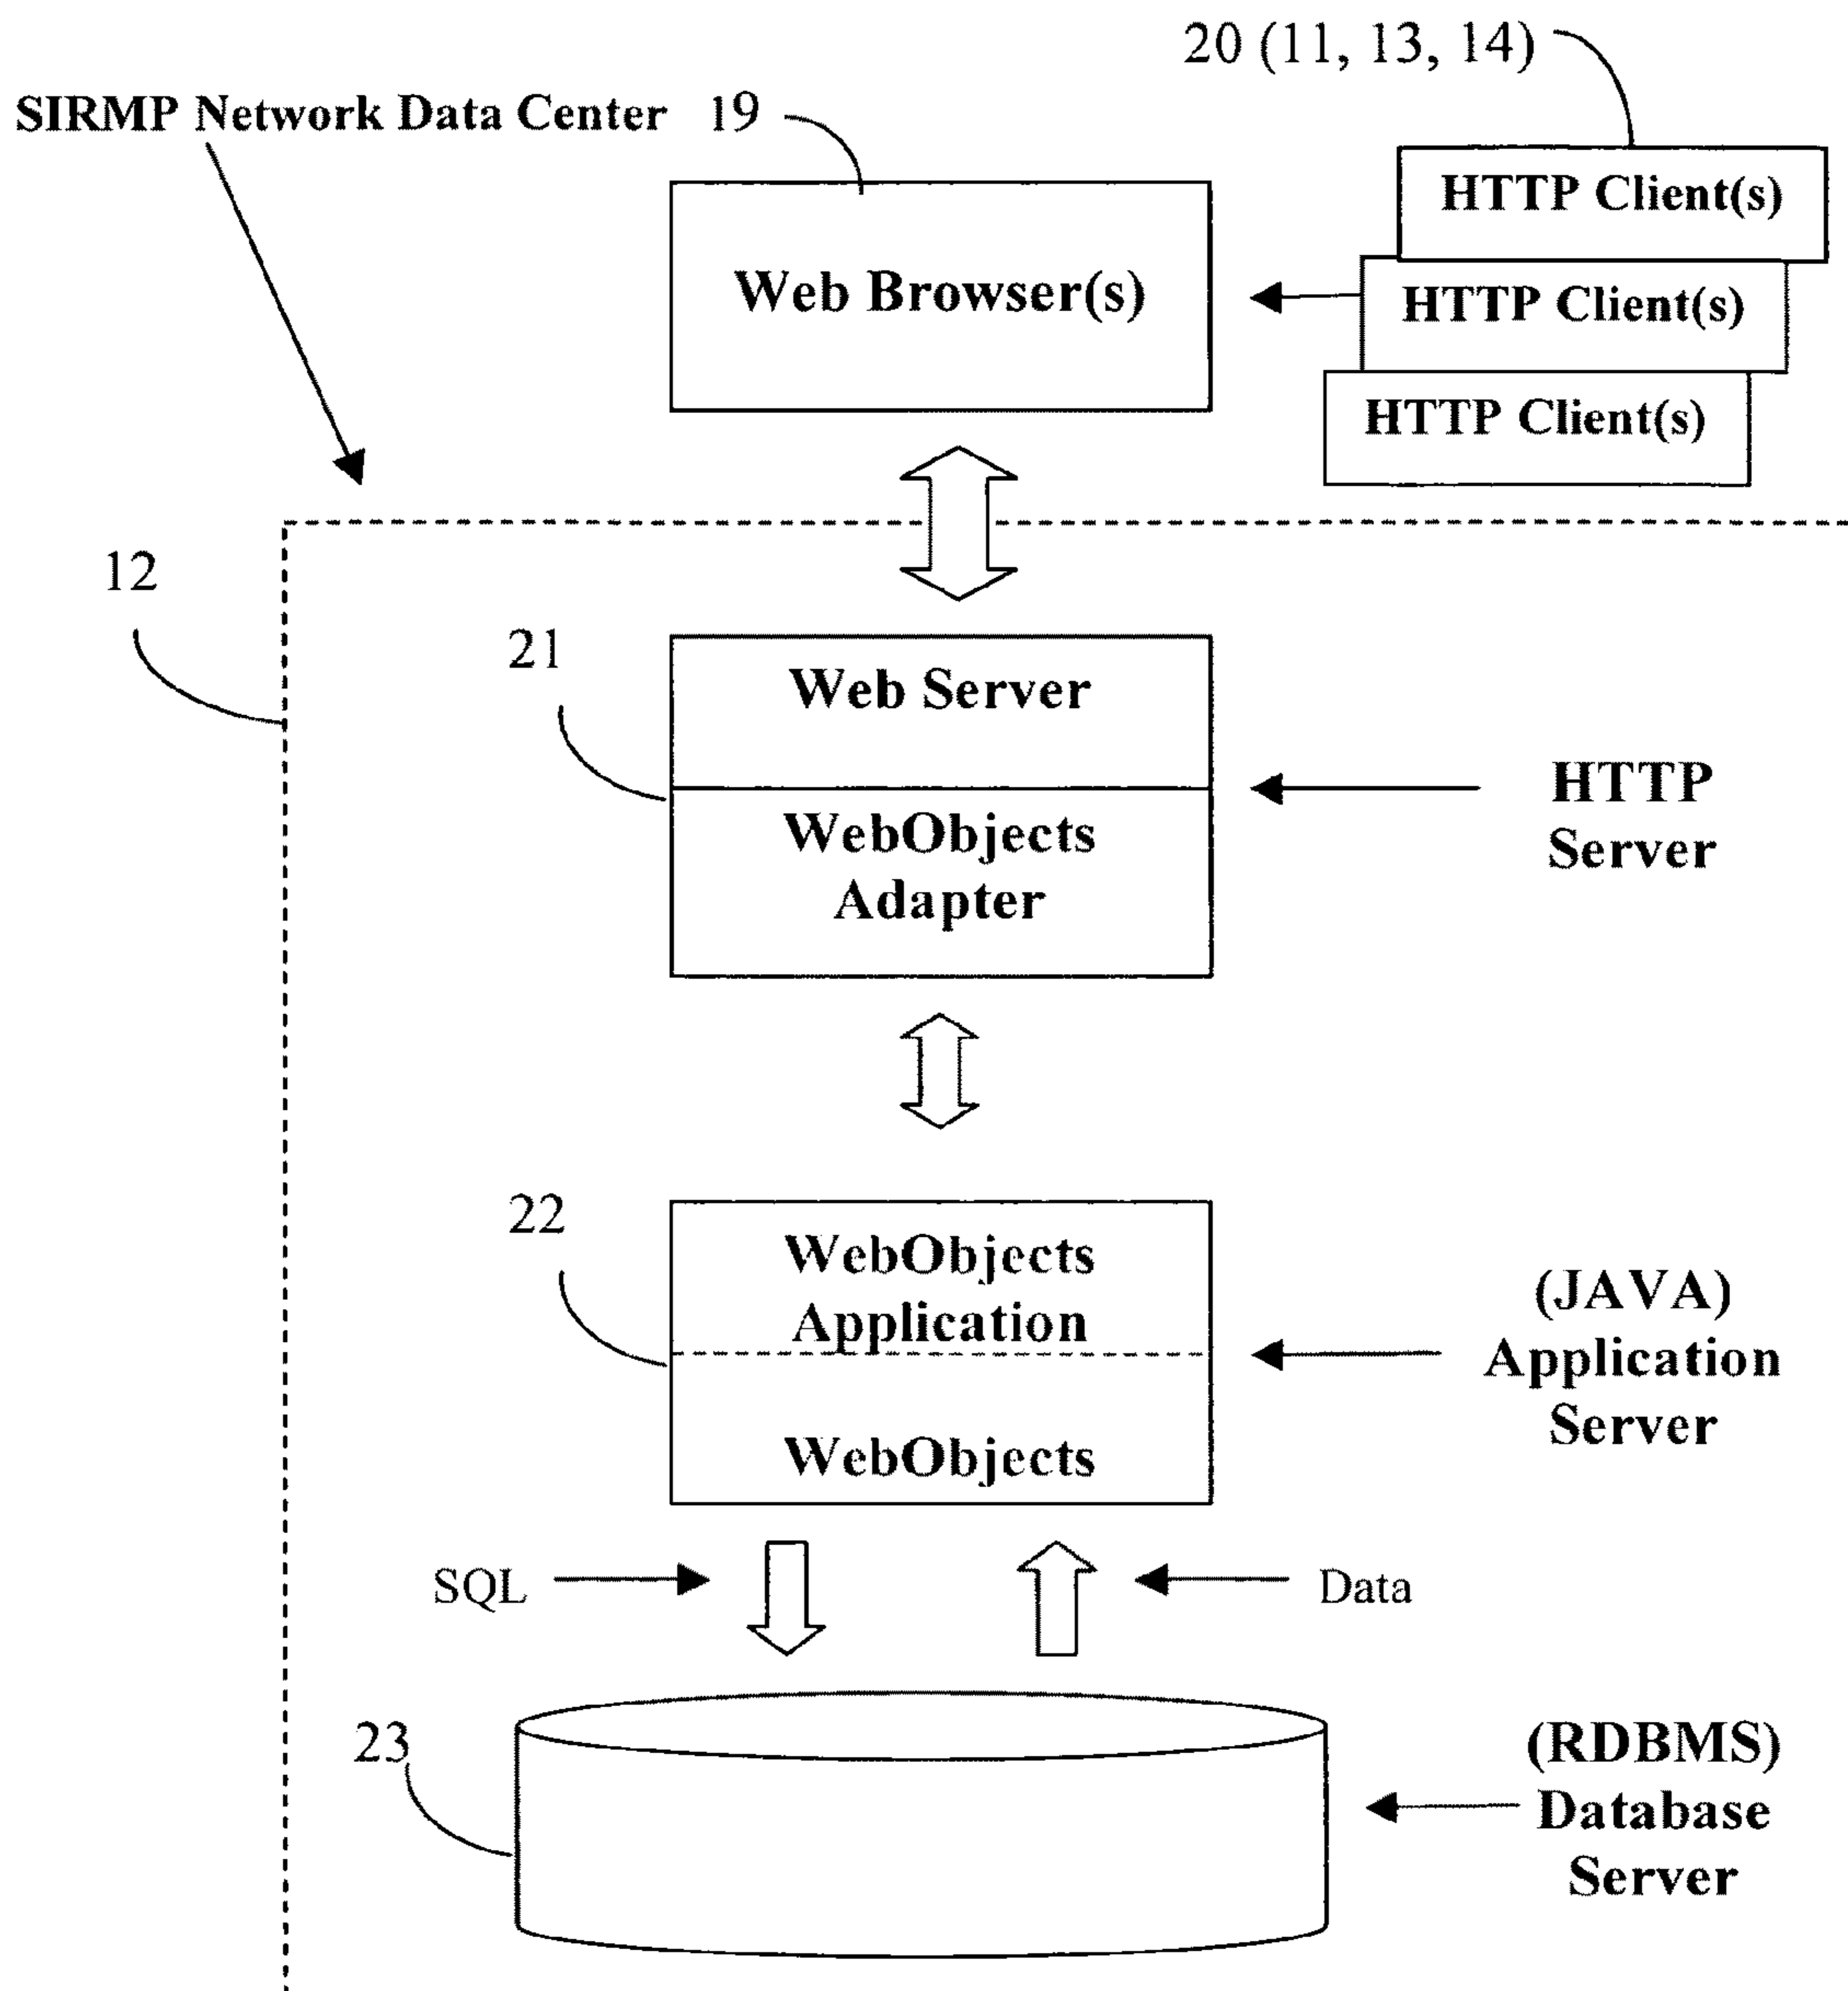 20 (11, 13, 14)
SIRMP Network Data Center 19
HTTP Client(s)
Web Browser(s)
HTTP Client(s)
HTTP Client(s)
12
21
Web Server
HTTP
Server
WebObjects
Adapter
22
WebObjects
Application
(JAVA)
Application
Server
WebObjects
SQL
Data
23
(RDBMS)
Database
Server